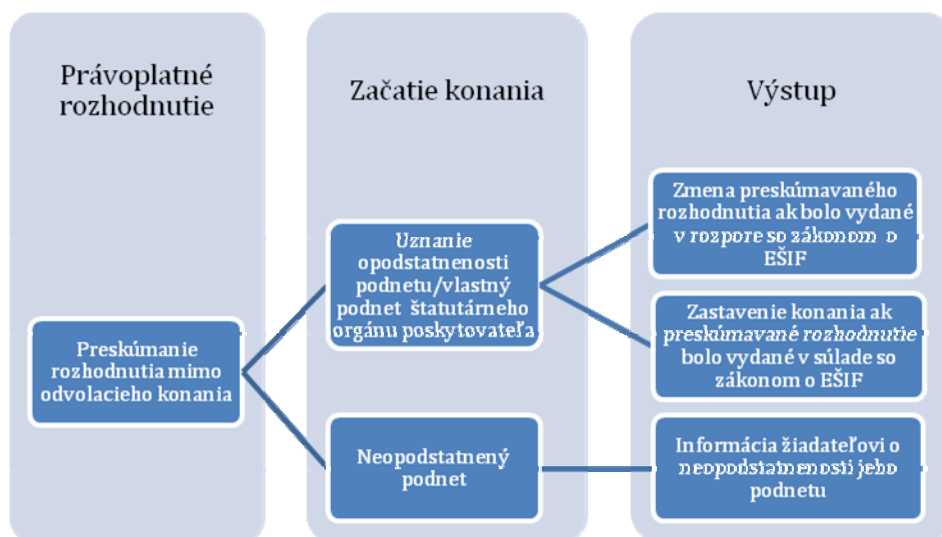 Právoplatné
rozhodnutie
Začatie konania
Výstup
Preskúmanie
rozhodnutia mimo
odvolacieho konania
Uznanie
opodstatnenosti
podnetu/vlastný
podnet štatutárneho
orgánu poskytovateľa
Neopodstatnený
podnet
Zmena preskúmavaného
rozhodnutia ak bolo vydané
v rozpore so zákonom o
EŠIF
Zastavenie konania ak
preskúmavané rozhodnutie
bolo vydané v súlade so
zákonom o EŠIF
Informácia žiadateľovi o
neopodstatnenosti jeho
podnetu